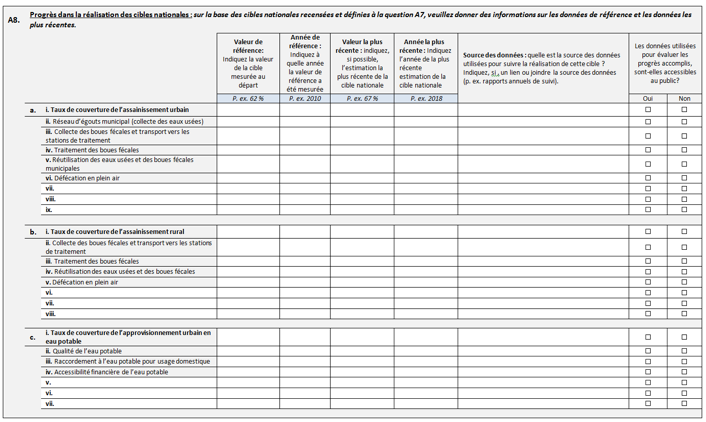 A8. Progrès dans la réalisation des cibles nationales : sur la base des cibles nationales recensées et définies à la question A7, veuillez donner des informations sur les données de référence et les données les
plus récentes.
Valeur de référence: Indiquez la valeur de la cible mesurée au départ
Année de référence : Indiquez à quelle année la valeur de référence a été mesurée
Valeur la plus récente : indiquez, si possible, l'estimation la plus récente de la cible nationale
Année la plus récente : Indiquez l'année de la plus récente estimation de la cible nationale
Source des données : quelle est la source des données utilisées pour suivre la réalisation de cette cible ? Indiquez, si , un lien ou joindre la source des données (p. ex. rapports annuels de suivi).
Les données utilisées pour évaluer les progrès accomplis, sont-elles accessibles au public?
P. ex. 62 %
P. ex. 2010
P. ex. 67 %
P. ex. 2018
Oui
Non
a. i. Taux de couverture de l'assainissement urbain
ii. Réseau d'égouts municipal (collecte des eaux usées)
iii. Collecte des boues fécales et transport vers les
stations de traitement
iv. Traitement des boues fécales
v. Réutilisation des eaux usées et des boues fécales
municipales
vi. Défécation en plein air
vii.
viii.
ix.
b. i. Taux de couverture de l'assainissement rural
ii. Collecte des boues fécales et transport vers les stations
de traitement
iii. Traitement des boues fécales
iv. Réutilisation des eaux usées et des boues fécales
v. Défécation en plein air
vi.
vii.
viii.
c. i. Taux de couverture de l'approvisionnement urbain en
eau potable
ii. Qualité de l'eau potable
iii. Raccordement à l'eau potable pour usage domestique
iv. Accessibilité financière de l'eau potable
v.
vi.
vii.